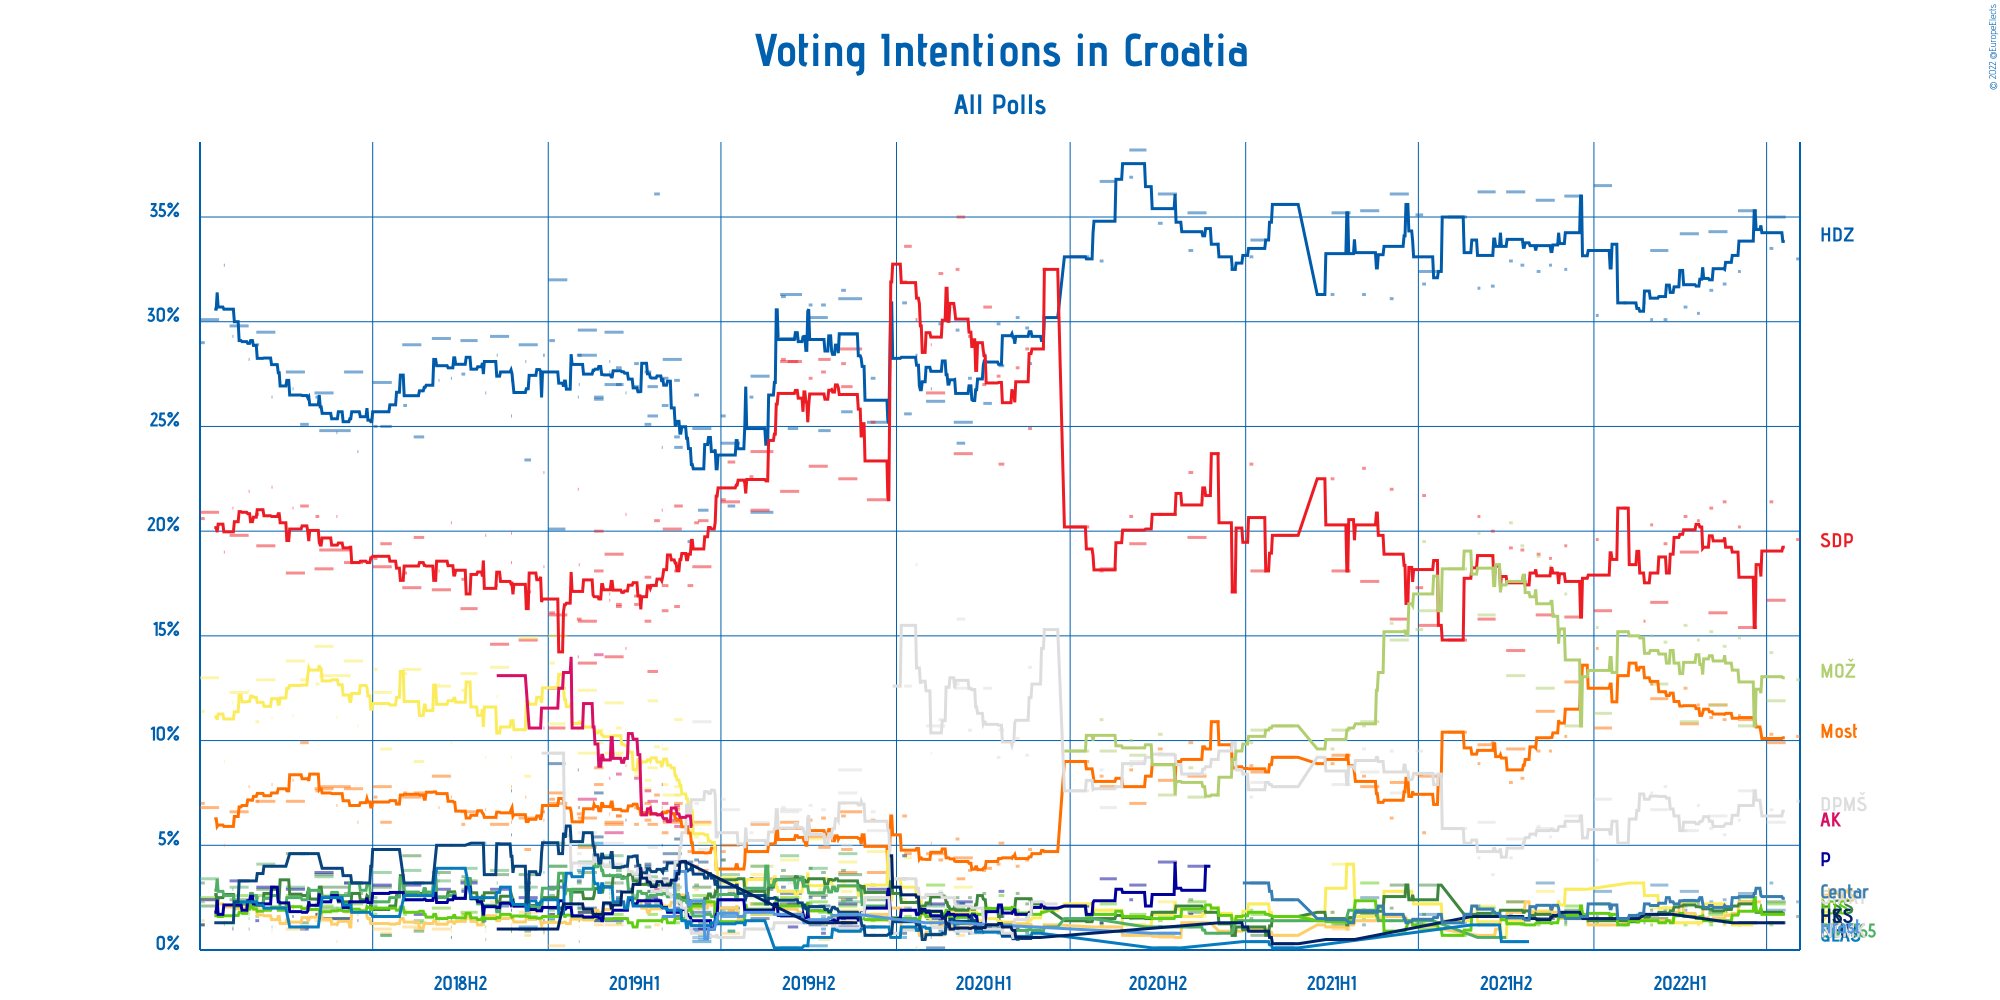 © 2022 @EuropeElects
Voting Intentions in Croatia
All Polls
35%
30%
25%
20%
15%
10%
5%
0%
HDZ
SDP
MOŽ
Most
DPMŠ
AK
P
Centar
HSS
GLAS
2018H2
2019H1
2019H2
2020H1
2020H2
2021H1
2021H2
2022H1